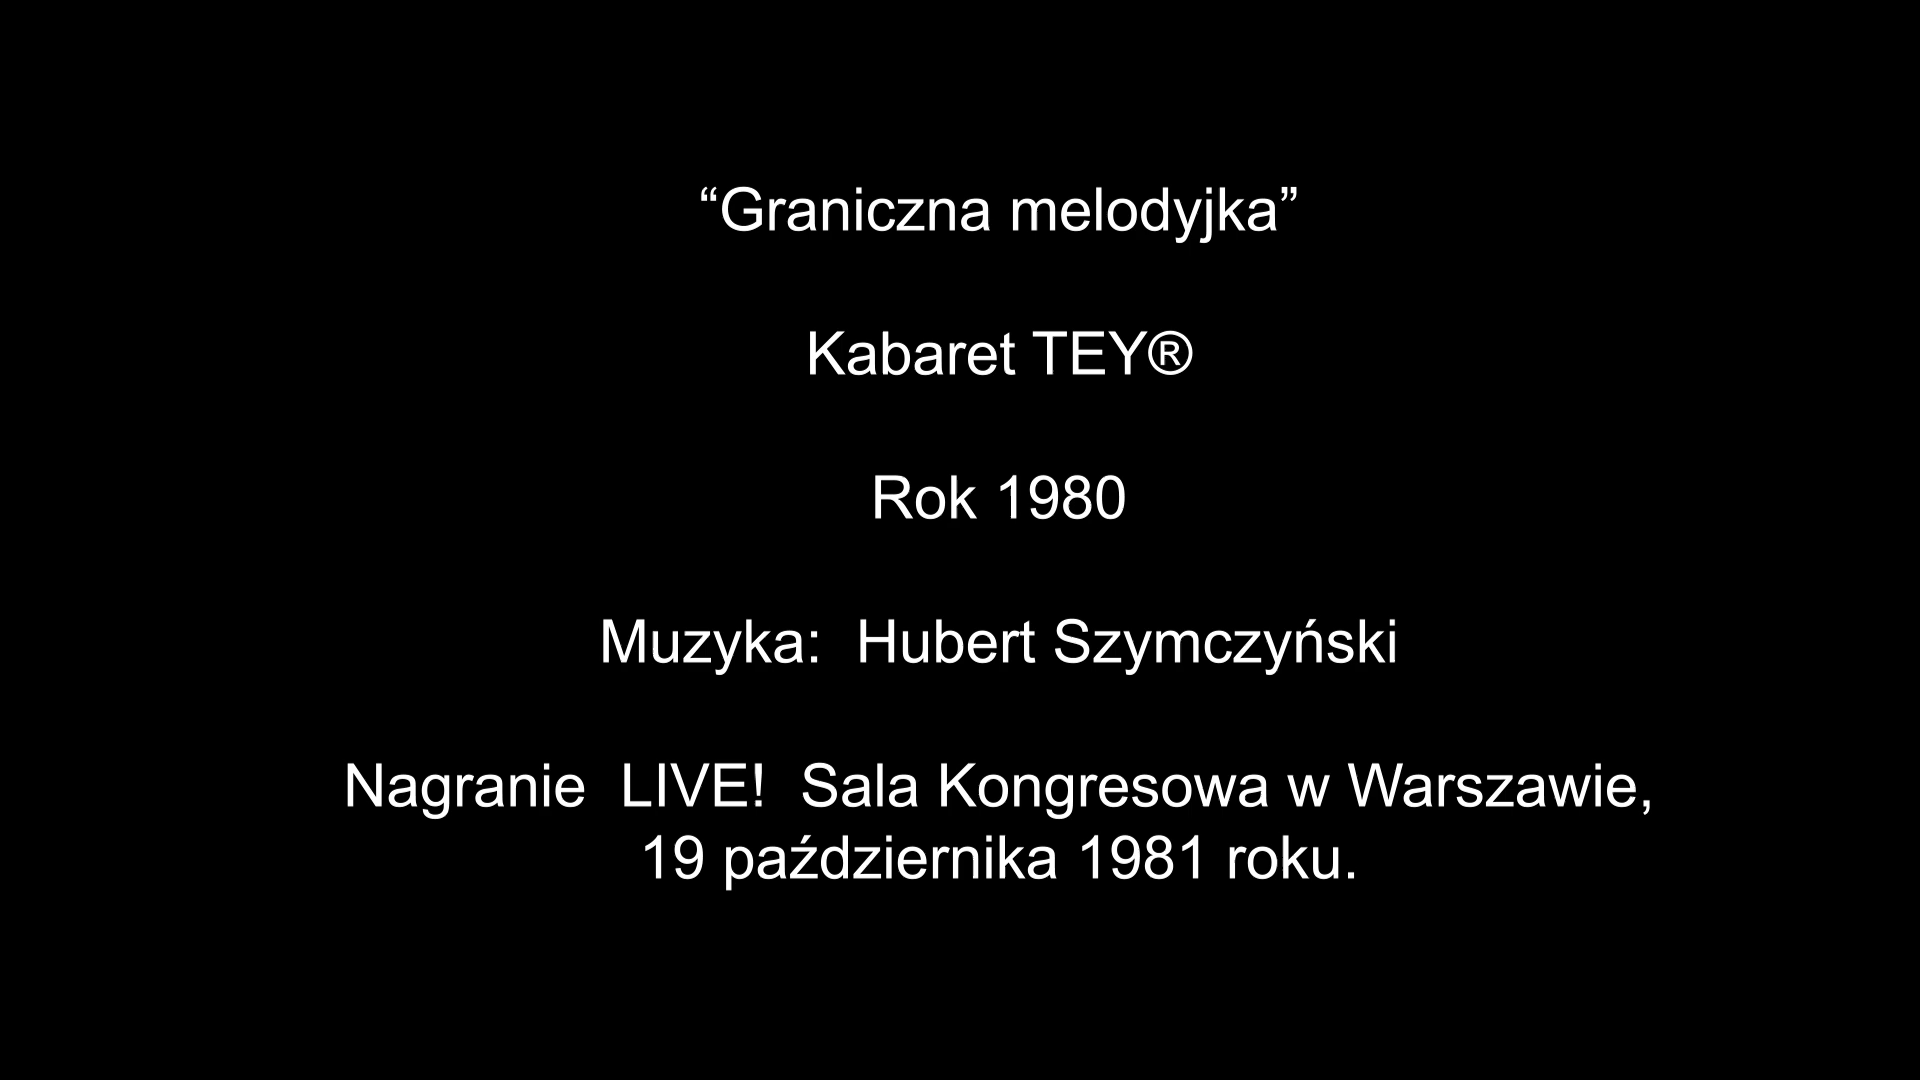 “Graniczna melodyjka”
Kabaret TEY®
Rok 1980
Muzyka:  Hubert Szymczyński
Nagranie  LIVE!  Sala Kongresowa w Warszawie,
19 października 1981 roku.